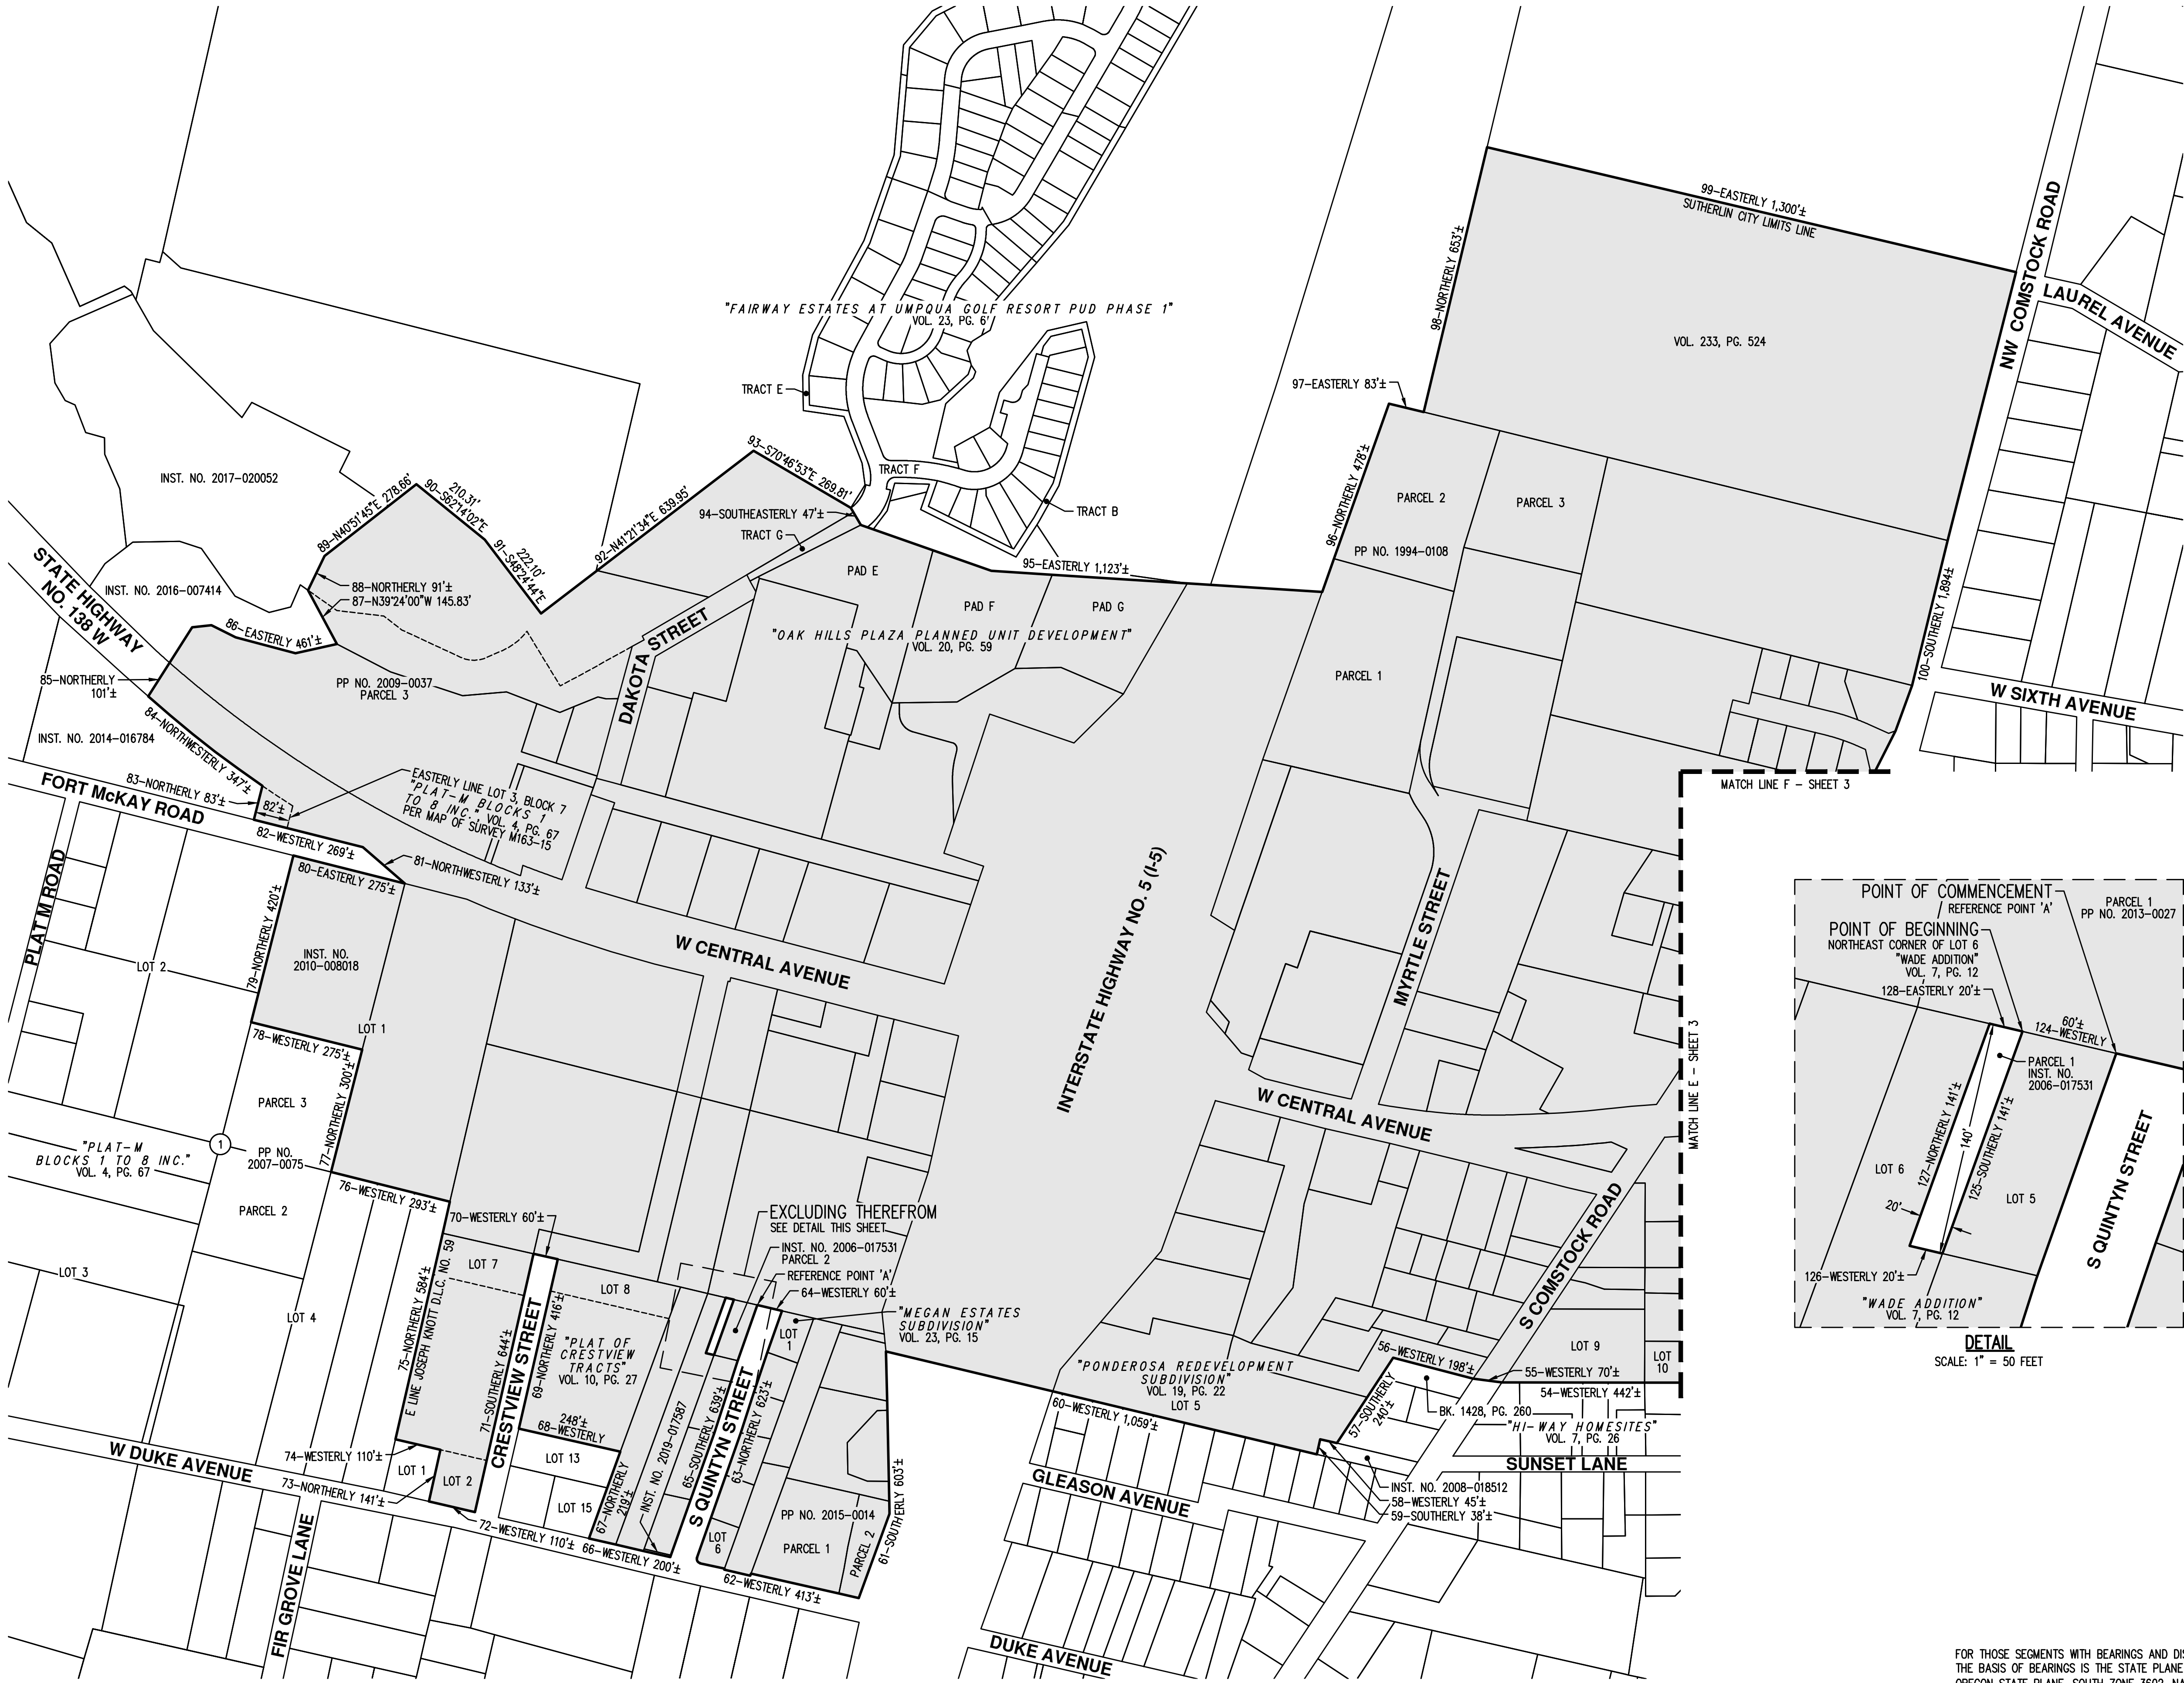 99-EASTERLY 1,300'±
SUTHERLIN CITY LIMITS LINE
NW COMSTOCK ROAD
LAUREL AVENUE
98-NORTHERLY 653'±
"FAIRWAY ESTATES AT UMPQUA GOLF RESORT PUD PHASE 1"
VOL. 23, PG. 6
VOL. 233, PG. 524
TRACT E
97-EASTERLY 83'±
93-S70°46'53"E 269.81'
TRACT F
INST. NO. 2017-020052
89-N40°51'45"E 278.66'
210.31'
90-S62°14'02"E
96-NORTHERLY 478'±
PARCEL 2
PARCEL 3
94-SOUTHEASTERLY 47'±
TRACT B
TRACT G
92-N41°21'34"E 639.95'
222.10'
91-S48°24'44"E
PP NO. 1994-0108
STATE HIGHWAY
NO. 138 W
INST. NO. 2016-007414
88-NORTHERLY 91'±
87-N39°24'00"W 145.83'
95-EASTERLY 1,123'±
PAD E
PAD F
PAD G
86-EASTERLY 461'±
DAKOTA STREET
"OAK HILLS PLAZA PLANNED UNIT DEVELOPMENT"
VOL. 20, PG. 59
100-SOUTHERLY 1,894±
85-NORTHERLY
101'±
PP NO. 2009-0037
PARCEL 3
PARCEL 1
W SIXTH AVENUE
84-NORTHWESTERLY 347'±
INST. NO. 2014-016784
FORT McKAY ROAD
83-NORTHERLY 83'±
82'±
EASTERLY LINE LOT 3, BLOCK 7
"PLAT-M BLOCKS 1
TO 8 INC.", VOL. 4, PG. 67
PER MAP OF SURVEY M163-15
MATCH LINE F - SHEET 3
82-WESTERLY 269'±
81-NORTHWESTERLY 133'±
80-EASTERLY 275'±
PLAT M ROAD
79-NORTHERLY 420'±
INST. NO.
2010-008018
LOT 2
W CENTRAL AVENUE
INTERSTATE HIGHWAY NO. 5 (I-5)
MYRTLE STREET
POINT OF COMMENCEMENT
REFERENCE POINT 'A'
PARCEL 1
PP NO. 2013-0027
POINT OF BEGINNING
NORTHEAST CORNER OF LOT 6
"WADE ADDITION"
VOL. 7, PG. 12
128-EASTERLY 20'±
60'±
124-WESTERLY
PARCEL 1
INST. NO.
2006-017531
127-NORTHERLY 141'±
140'
125-SOUTHERLY 141'±
LOT 6
LOT 5
20'
S QUINTYN STREET
126-WESTERLY 20'±
"WADE ADDITION"
VOL. 7, PG. 12
DETAIL
SCALE: 1" = 50 FEET
MATCH LINE E - SHEET 3
LOT 1
78-WESTERLY 275'±
77-NORTHERLY 300'±
PARCEL 3
1
PP NO.
2007-0075
"PLAT-M
BLOCKS 1 TO 8 INC."
VOL. 4, PG. 67
PARCEL 2
W CENTRAL AVENUE
76-WESTERLY 293'±
70-WESTERLY 60'±
EXCLUDING THEREFROM
SEE DETAIL THIS SHEET
INST. NO. 2006-017531
PARCEL 2
REFERENCE POINT 'A'
64-WESTERLY 60'±
"MEGAN ESTATES
SUBDIVISION"
VOL. 23, PG. 15
LOT 3
LOT 4
LOT 7
LOT 8
LOT
1
75-NORTHERLY 584'±
E LINE JOSEPH KNOTT D.L.C. NO. 59
71-SOUTHERLY 644'±
CRESTVIEW STREET
69-NORTHERLY 416'±
"PLAT OF
CRESTVIEW
TRACTS"
VOL. 10, PG. 27
S COMSTOCK ROAD
LOT 9
LOT
10
"PONDEROSA REDEVELOPMENT
SUBDIVISION"
VOL. 19, PG. 22
LOT 5
56-WESTERLY 198'±
55-WESTERLY 70'±
54-WESTERLY 442'±
60-WESTERLY 1,059'±
57-SOUTHERLY
240'±
BK. 1428, PG. 260
"HI-WAY HOMESITES"
VOL. 7, PG. 26
SUNSET LANE
248'±
68-WESTERLY
W DUKE AVENUE
74-WESTERLY 110'±
LOT 1
LOT 2
73-NORTHERLY 141'±
LOT 13
LOT 15
67-NORTHERLY
219'±
INST. NO. 2019-017587
65-SOUTHERLY 639'±
S QUINTYN STREET
63-NORTHERLY 623'±
PP NO. 2015-0014
PARCEL 1
PARCEL 2
61-SOUTHERLY 603'±
LOT
6
GLEASON AVENUE
INST. NO. 2008-018512
58-WESTERLY 45'±
59-SOUTHERLY 38'±
72-WESTERLY 110'±
66-WESTERLY 200'±
62-WESTERLY 413'±
FIR GROVE LANE
DUKE AVENUE
FOR THOSE SEGMENTS WITH BEARINGS AND
THE BASIS OF BEARINGS IS THE STATE PLANE
OREGON STATE PLANE, SOUTH ZONE 3602,